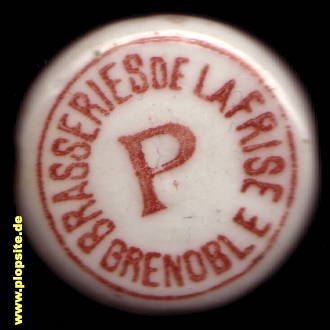 BRASSERIES DE LA FRISE
P
GRENOBLE
www.plopsite.de